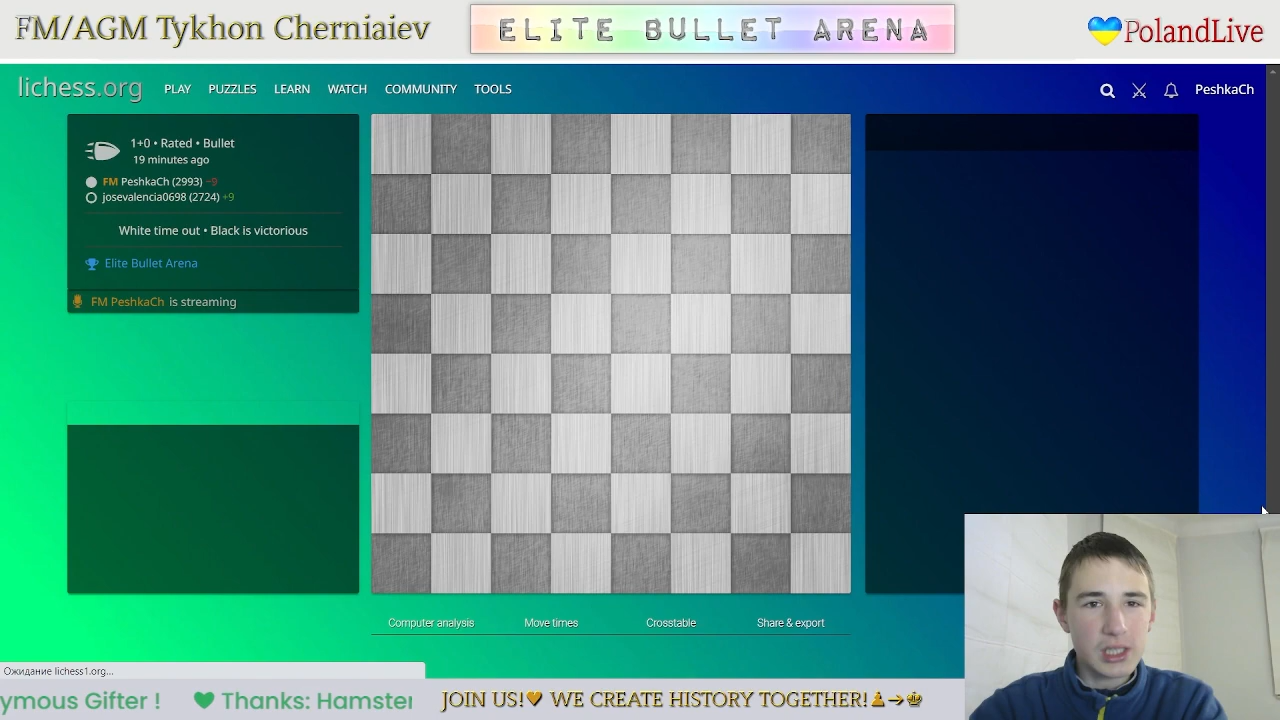 FM/AGM Tykhon Cherniaiev
ELITE BULLET ARENA
PolandLive
lichess.org
PLAY PUZZLES LEARN WATCH COMMUNITY TOOLS
PeshkaCh
1+0 • Rated • Bullet
19 minutes ago
FM PeshkaCh (2993) −9
josevalencia0698 (2724) +9
White time out • Black is victorious
Elite Bullet Arena
FM PeshkaCh is streaming
Computer analysis Move times Crosstable Share & export
Ожидание lichess1.org...
ymous Gifter ! Thanks: Hamster
JOIN US! WE CREATE HISTORY TOGETHER!